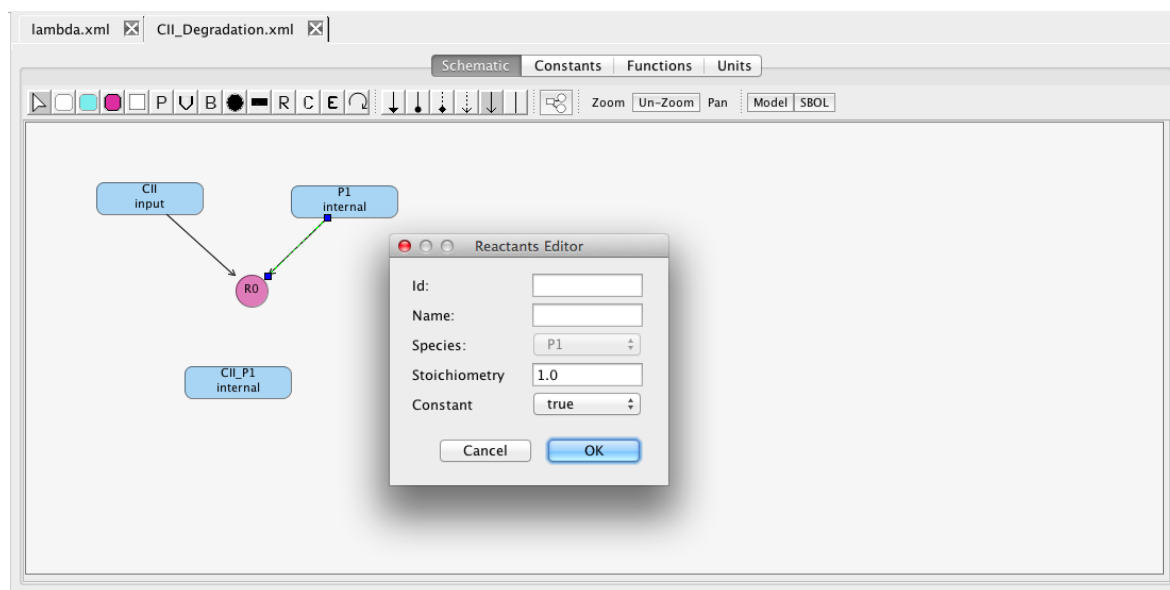 lambda.xml CII_Degradation.xml
Schematic Constants Functions Units
P V B R C E Zoom Un-Zoom Pan Model SBOL
CII
input
P1
internal
R0
CII_P1
internal
Reactants Editor
Id:
Name:
Species: P1
Stoichiometry 1.0
Constant true
Cancel OK